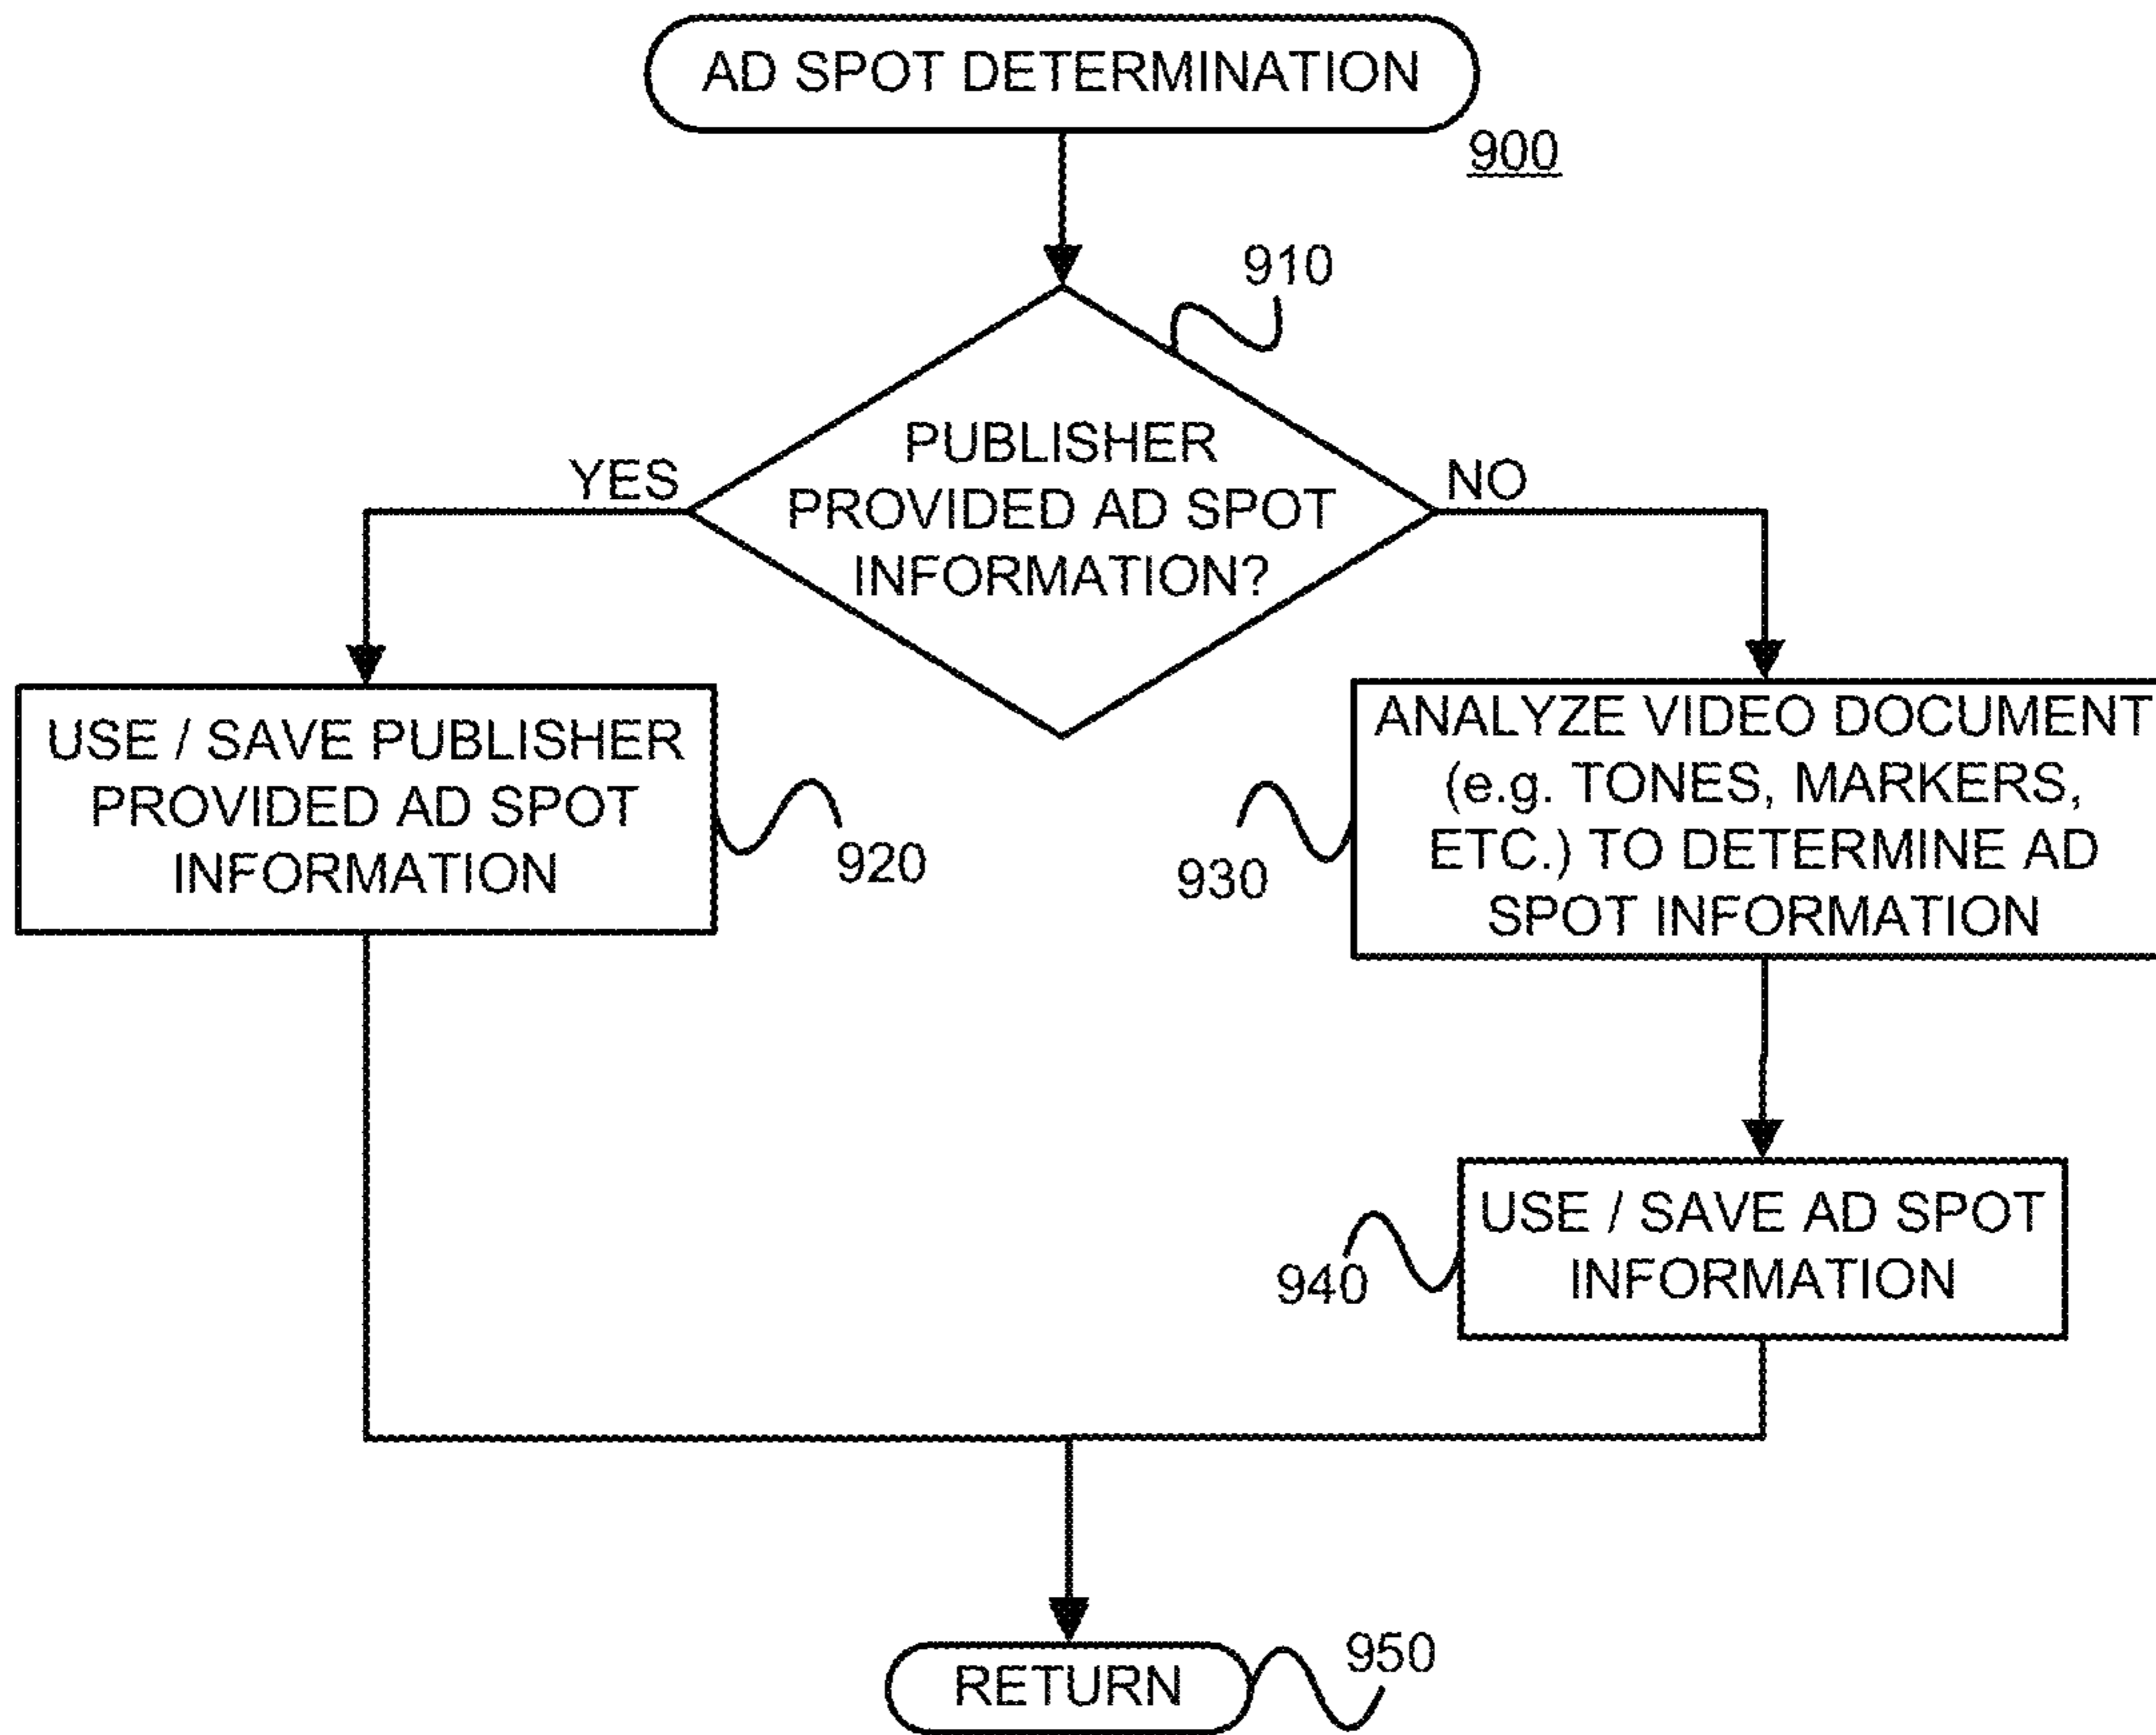 AD SPOT DETERMINATION
900
910
PUBLISHER
PROVIDED AD SPOT
INFORMATION?
YES
NO
USE / SAVE PUBLISHER
PROVIDED AD SPOT
INFORMATION
920
ANALYZE VIDEO DOCUMENT
(e.g. TONES, MARKERS,
ETC.) TO DETERMINE AD
SPOT INFORMATION
930
USE / SAVE AD SPOT
INFORMATION
940
RETURN
950